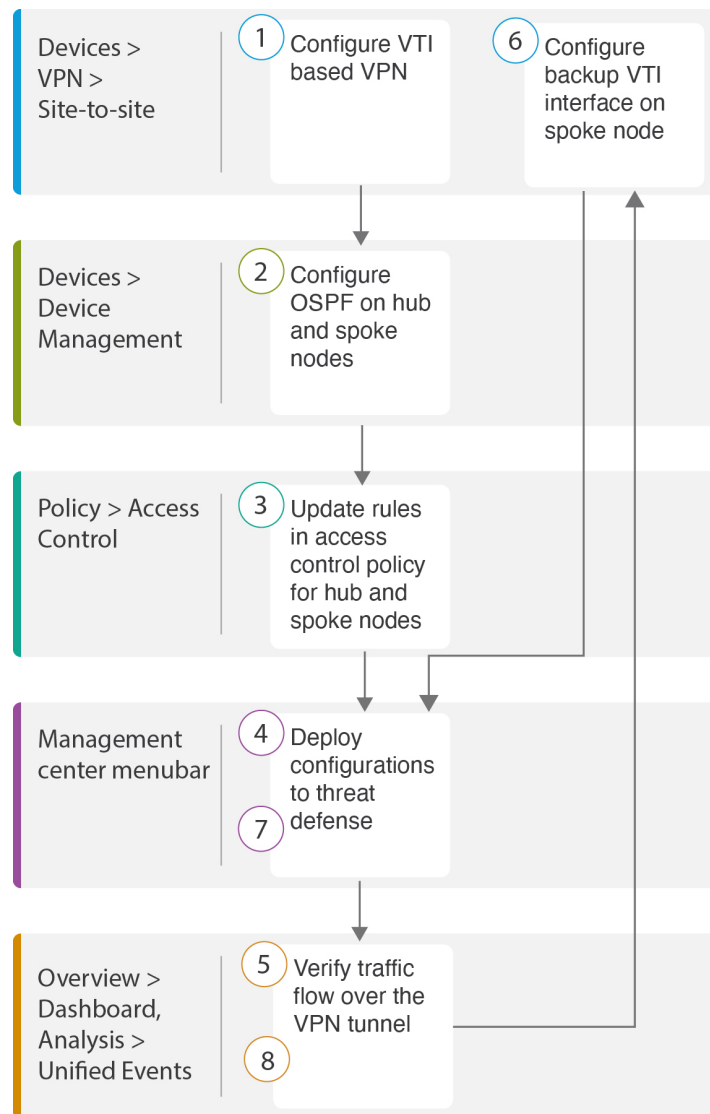 Devices >
VPN >
Site-to-site
1
Configure VTI
based VPN
6
Configure
backup VTI
interface on
spoke node
Devices >
Device
Management
2
Configure
OSPF on hub
and spoke
nodes
Policy > Access
Control
3
Update rules
in access
control policy
for hub and
spoke nodes
Management
center menubar
4
7
Deploy
configurations
to threat
defense
Overview >
Dashboard,
Analysis >
Unified Events
5
8
Verify traffic
flow over the
VPN tunnel